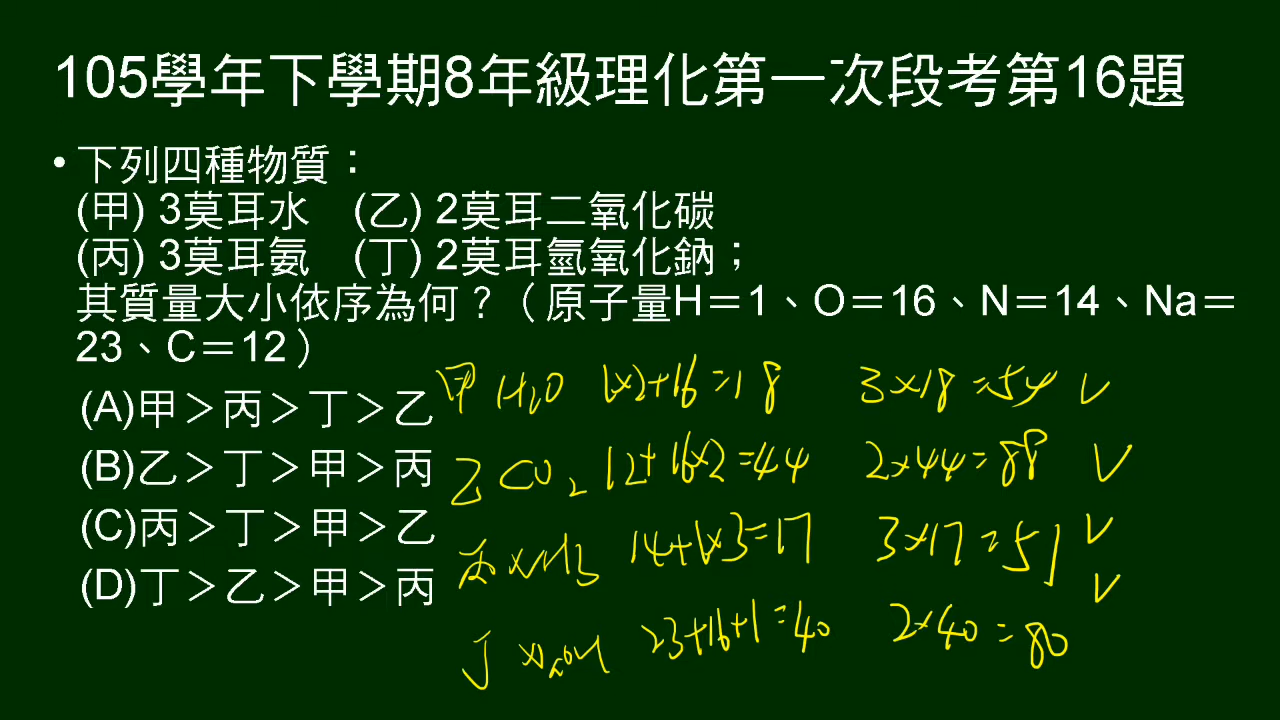 105學年下學期8年級理化第一次段考第16題
• 下列四種物質：
(甲) 3莫耳水 (乙) 2莫耳二氧化碳
(丙) 3莫耳氨 (丁) 2莫耳氫氧化鈉；
其質量大小依序為何？（原子量H＝1、O＝16、N＝14、Na＝
23、C＝12）
(A)甲＞丙＞丁＞乙
(B)乙＞丁＞甲＞丙
(C)丙＞丁＞甲＞乙
(D)丁＞乙＞甲＞丙
甲 H2O 1×2+16=18 3×18=54 V
乙 CO2 12+16×2=44 2×44=88 V
丙 NH3 14+1×3=17 3×17=51 V
丁 NaOH 23+16+1=40 2×40=80 V